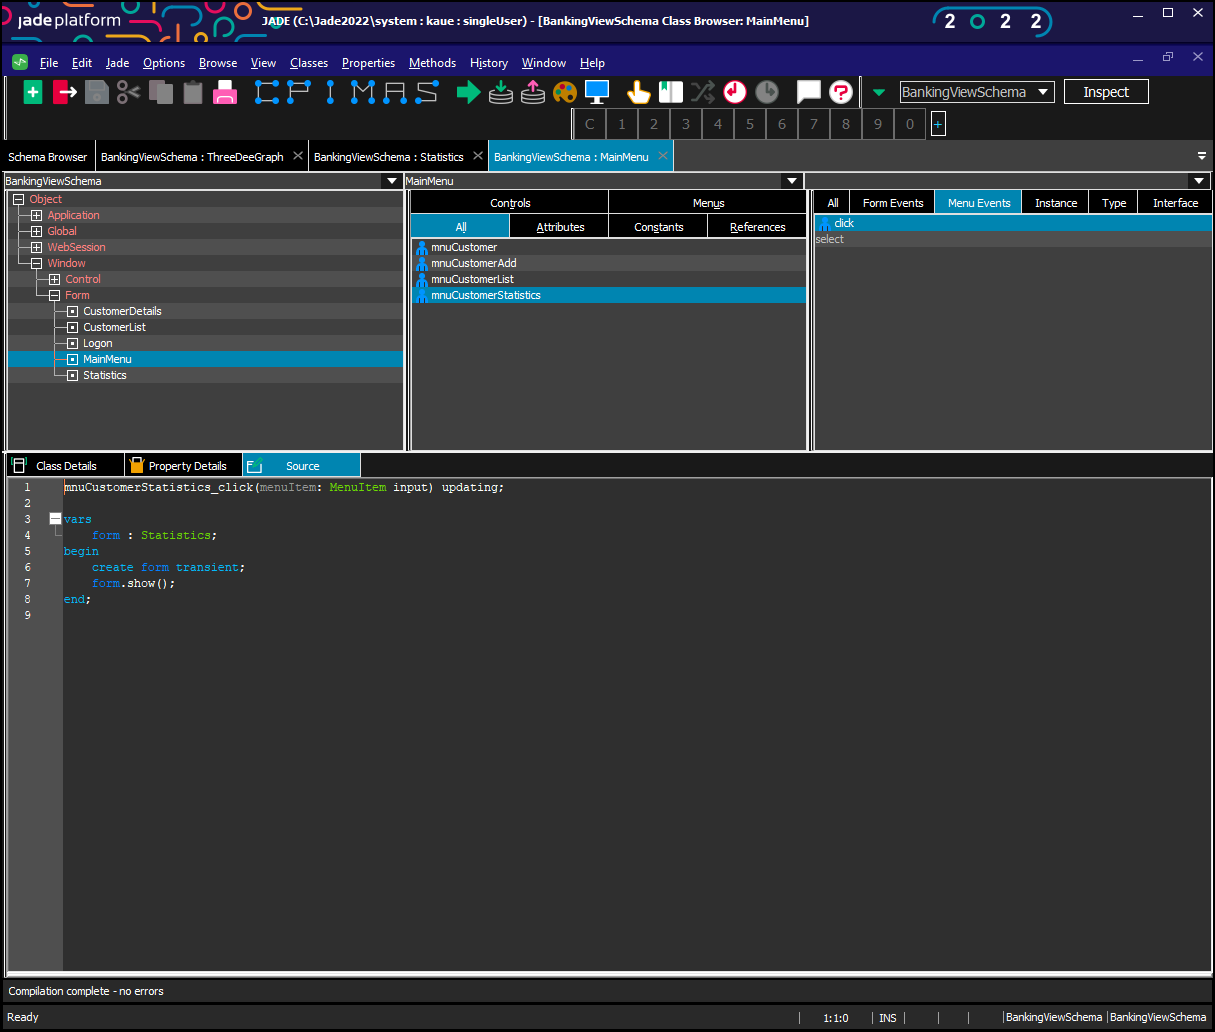 jade platform
JADE (C:\Jade2022\system : kaue : singleUser) - [BankingViewSchema Class Browser: MainMenu]
2 0 2 2
File Edit Jade Options Browse View Classes Properties Methods History Window Help
C P I M A S
BankingViewSchema Inspect
C 1 2 3 4 5 6 7 8 9 0 +
Schema Browser BankingViewSchema : ThreeDeeGraph BankingViewSchema : Statistics BankingViewSchema : MainMenu
BankingViewSchema
Object
Application
Global
WebSession
Window
Control
Form
CustomerDetails
CustomerList
Logon
MainMenu
Statistics
MainMenu
Controls Menus
All Attributes Constants References
mnuCustomer
mnuCustomerAdd
mnuCustomerList
mnuCustomerStatistics
All Form Events Menu Events Instance Type Interface
click
select
Class Details Property Details Source
1 mnuCustomerStatistics_click(menuItem: MenuItem input) updating;
2
3 vars
4 form : Statistics;
5 begin
6 create form transient;
7 form.show();
8 end;
9
Compilation complete - no errors
Ready 1:1:0 INS BankingViewSchema BankingViewSchema